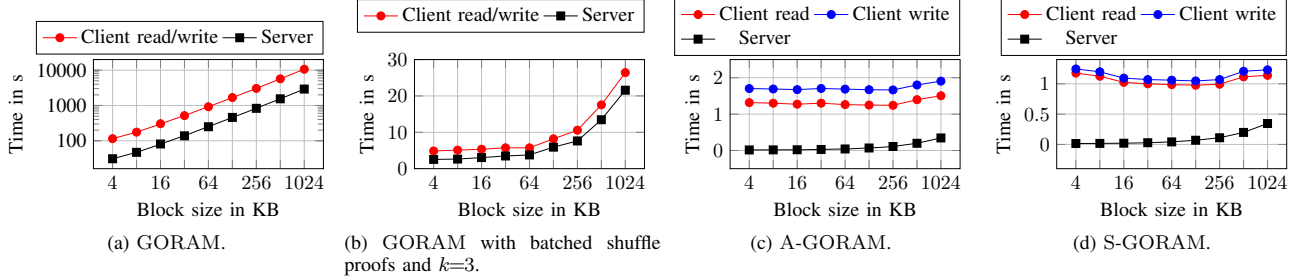 Client read/write Server
10000
1000
100
Time in s
4 16 64 256 1024
Block size in KB
(a) GORAM.
Client read/write Server
30
20
10
0
Time in s
4 16 64 256 1024
Block size in KB
(b) GORAM with batched shuffle
proofs and k=3.
Client read Client write
Server
2
1
0
Time in s
4 16 64 256 1024
Block size in KB
(c) A-GORAM.
Client read Client write
Server
1
0.5
0
Time in s
4 16 64 256 1024
Block size in KB
(d) S-GORAM.